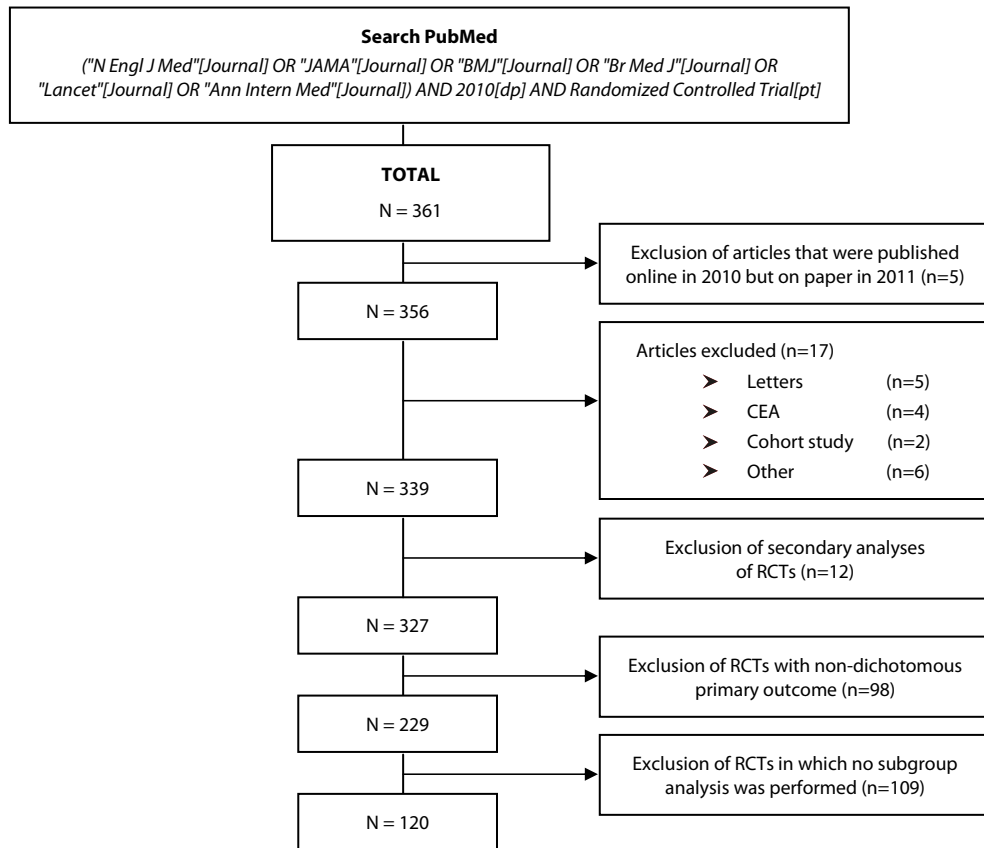 Search PubMed
("N Engl J Med"[Journal] OR "JAMA"[Journal] OR "BMJ"[Journal] OR "Br Med J"[Journal] OR
"Lancet"[Journal] OR "Ann Intern Med"[Journal]) AND 2010[dp] AND Randomized Controlled Trial[pt]
TOTAL
N = 361
Exclusion of articles that were published
online in 2010 but on paper in 2011 (n=5)
N = 356
Articles excluded (n=17)
➤ Letters (n=5)
➤ CEA (n=4)
➤ Cohort study (n=2)
➤ Other (n=6)
N = 339
Exclusion of secondary analyses
of RCTs (n=12)
N = 327
Exclusion of RCTs with non-dichotomous
primary outcome (n=98)
N = 229
Exclusion of RCTs in which no subgroup
analysis was performed (n=109)
N = 120